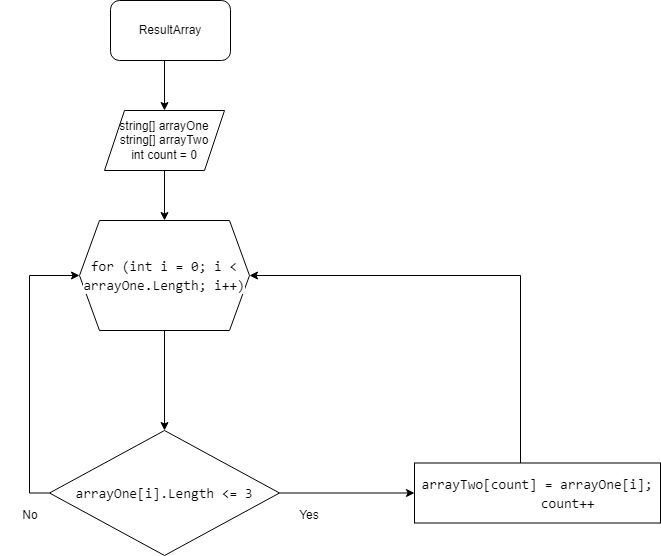 ResultArray
string[] arrayOne
string[] arrayTwo
int count = 0
for (int i = 0; i <
arrayOne.Length; i++)
arrayOne[i].Length <= 3
No
Yes
arrayTwo[count] = arrayOne[i];
count++